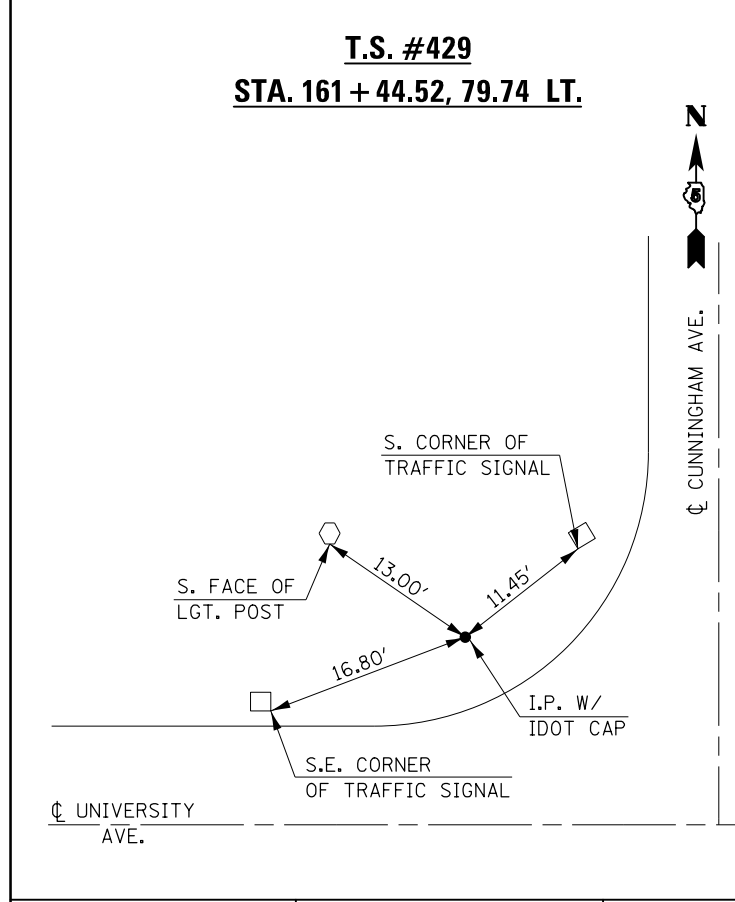 T.S. #429
STA. 161 + 44.52, 79.74 LT.
N
5
℄ CUNNINGHAM AVE.
S. CORNER OF
TRAFFIC SIGNAL
13.00'
11.45'
S. FACE OF
LGT. POST
16.80'
I.P. W/
IDOT CAP
S.E. CORNER
OF TRAFFIC SIGNAL
℄ UNIVERSITY
AVE.